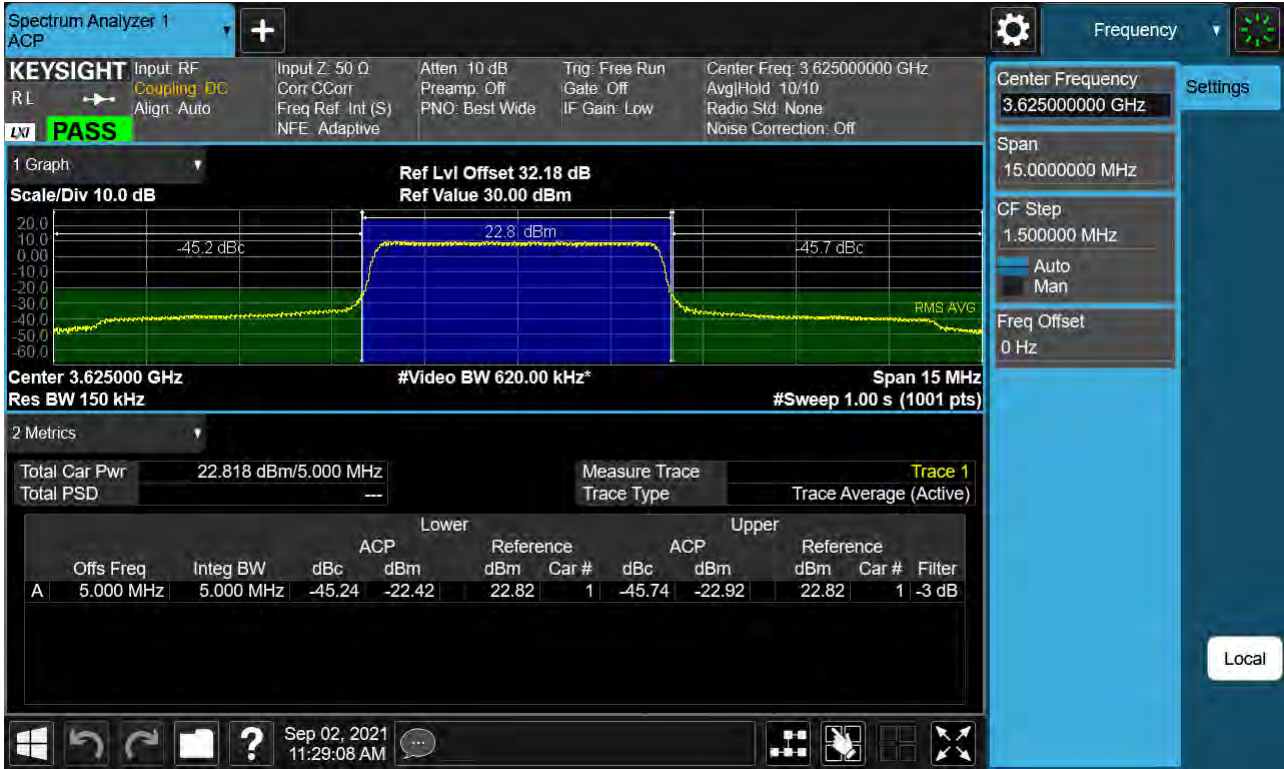 Spectrum Analyzer 1
ACP
+
Frequency
KEYSIGHT
RL
LXI
PASS
Input: RF
Coupling: DC
Align: Auto
Input Z: 50 Ω
Corr CCorr
Freq Ref: Int (S)
NFE: Adaptive
Atten: 10 dB
Preamp: Off
PNO: Best Wide
Trig: Free Run
Gate: Off
IF Gain: Low
Center Freq: 3.625000000 GHz
Avg|Hold: 10/10
Radio Std: None
Noise Correction: Off
Center Frequency
3.625000000 GHz
Settings
Span
15.0000000 MHz
CF Step
1.500000 MHz
Auto
Man
Freq Offset
0 Hz
1 Graph
Scale/Div 10.0 dB
Ref Lvl Offset 32.18 dB
Ref Value 30.00 dBm
20.0
10.0
0.00
-10.0
-20.0
-30.0
-40.0
-50.0
-60.0
-45.2 dBc
22.8 dBm
-45.7 dBc
RMS AVG
Center 3.625000 GHz
#Video BW 620.00 kHz*
Span 15 MHz
Res BW 150 kHz
#Sweep 1.00 s (1001 pts)
2 Metrics
Total Car Pwr 22.818 dBm/5.000 MHz
Total PSD ---
Measure Trace Trace 1
Trace Type Trace Average (Active)
Lower Upper
ACP Reference ACP Reference
Offs Freq Integ BW dBc dBm dBm Car # dBc dBm dBm Car # Filter
A 5.000 MHz 5.000 MHz -45.24 -22.42 22.82 1 -45.74 -22.92 22.82 1 -3 dB
Local
?
Sep 02, 2021
11:29:08 AM